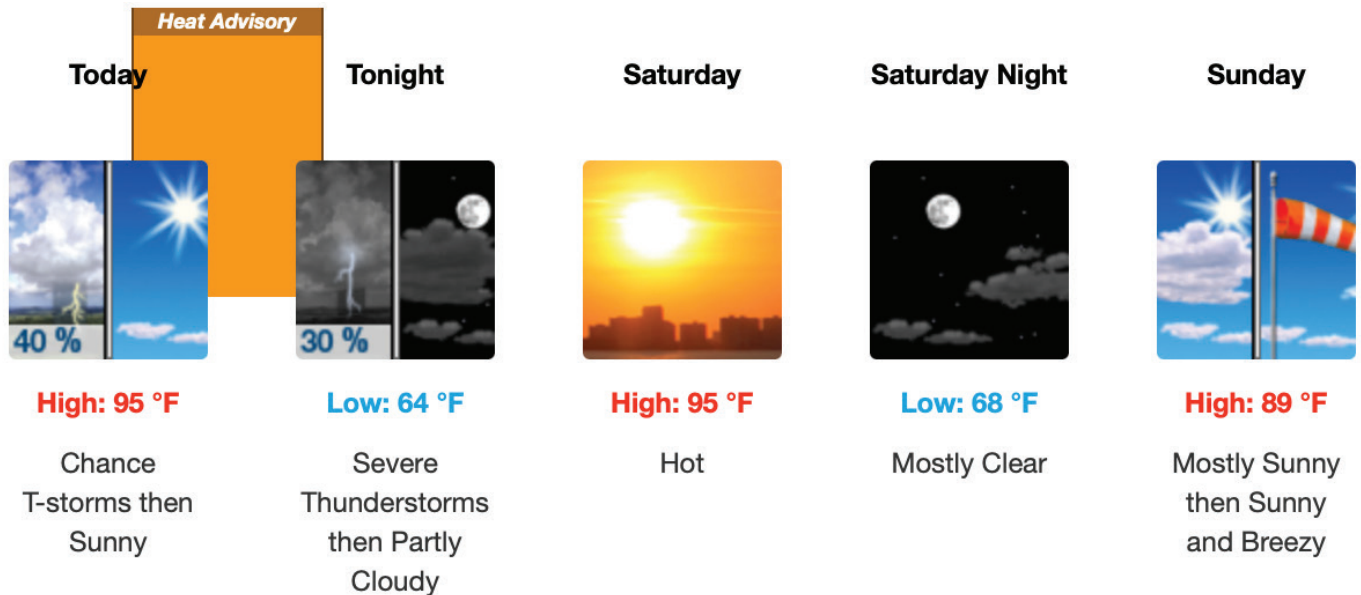 Heat Advisory
Today
Tonight
Saturday
Saturday Night
Sunday
40 %
30 %
High: 95 °F
Low: 64 °F
High: 95 °F
Low: 68 °F
High: 89 °F
Chance
T-storms then
Sunny
Severe
Thunderstorms
then Partly
Cloudy
Hot
Mostly Clear
Mostly Sunny
then Sunny
and Breezy